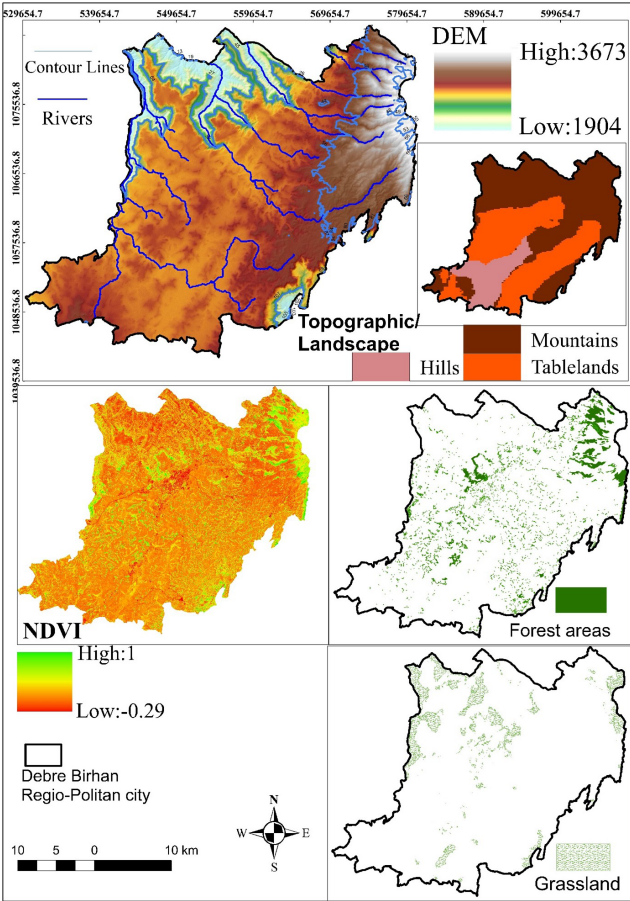 529654.7 539654.7 549654.7 559654.7 5669654.7 579654.7 589654.7 599654.7
DEM
High:3673
Low:1904
Contour Lines
Rivers
1075536.8
1066536.8
1057536.8
1048536.8
1039536.8
Topographic/
Landscape
Hills
Mountains
Tablelands
NDVI
High:1
Low:-0.29
Forest areas
Debre Birhan
Regio-Politan city
N
W E
S
10 5 0 10 km
Grassland